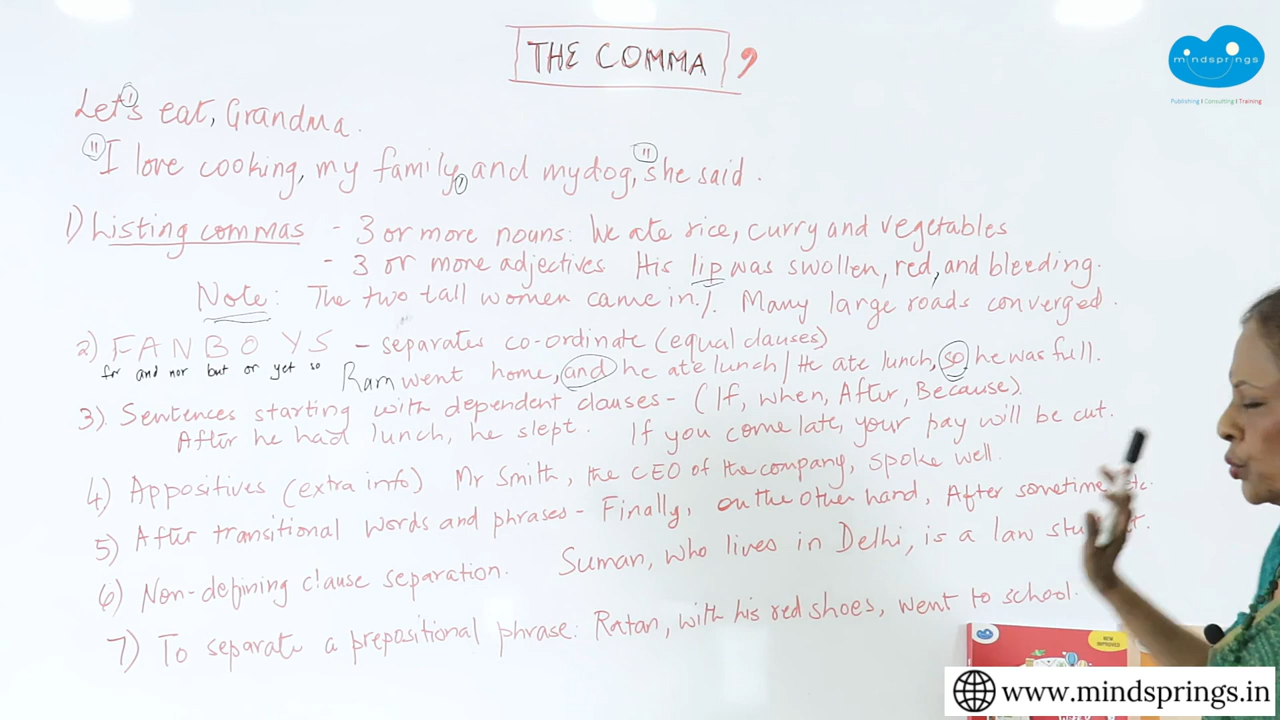 THE COMMA ,
mindsprings
Publishing | Consulting | Training
Let's eat, Grandma.
I love cooking, my family, and my dog, she said.
1) Listing commas - 3 or more nouns: We ate rice, curry and vegetables
- 3 or more adjectives His lip was swollen, red, and bleeding.
Note: The two tall women came in. /. Many large roads converged.
2) FANBOYS - separates co-ordinate (equal clauses)
for and nor but or yet so Ram went home, and he ate lunch / He ate lunch, so he was full.
3). Sentences starting with dependent clauses - (If, when, After, Because).
After he had lunch, he slept. If you come late, your pay will be cut.
4) Appositives (extra info) Mr Smith, the CEO of the company, spoke well.
5) After transitional words and phrases - Finally, on the other hand, After sometime, etc.
6) Non-defining clause separation. Suman, who lives in Delhi, is a law
7) To separate a prepositional phrase: Ratan, with his red shoes, went to school.
NEW IMPROVED
www.mindsprings.in